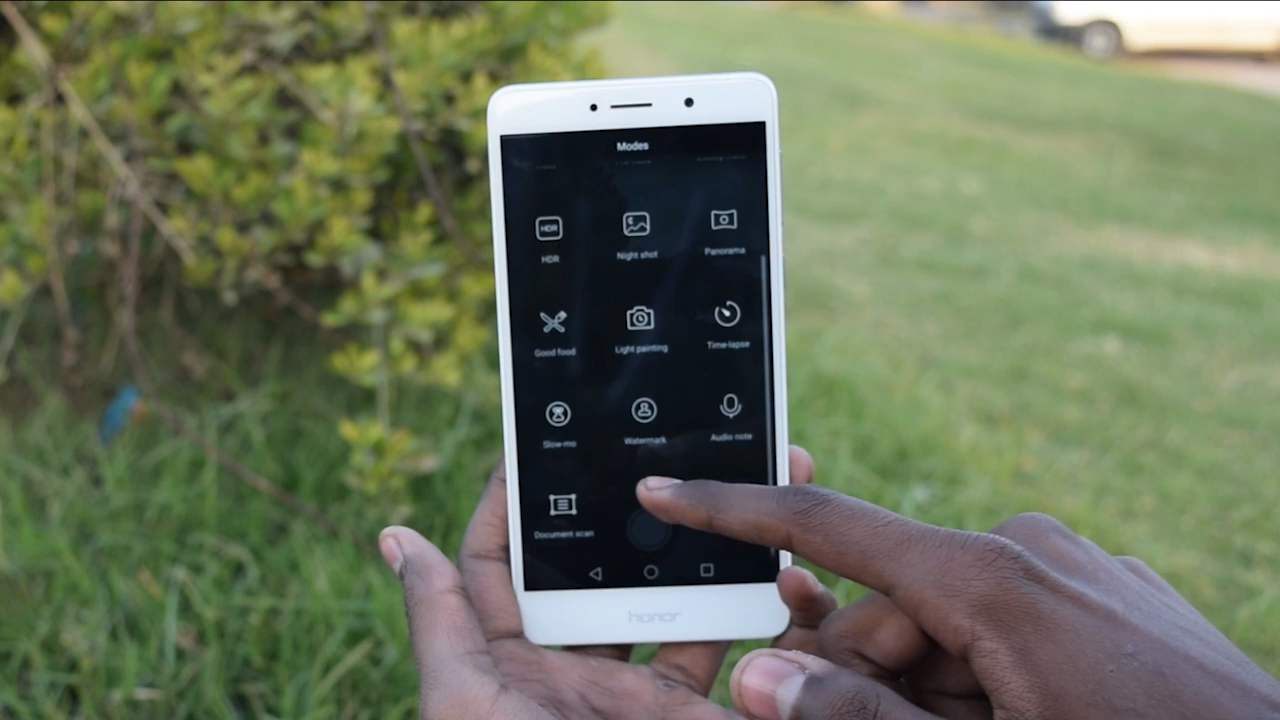 Modes
HDR
HDR
Night shot
Panorama
Good food
Light painting
Time-lapse
Slow-mo
Watermark
Audio note
Document scan
honor